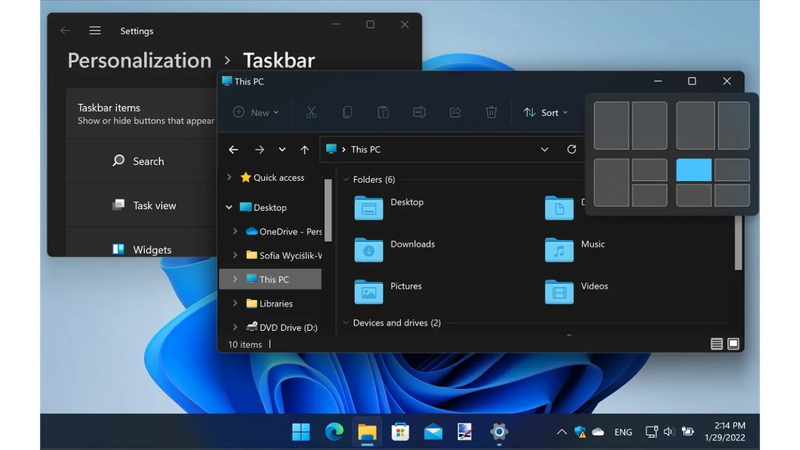 Settings
Personalization › Taskbar
Taskbar items
Show or hide buttons that appear
Search
Task view
Widgets
This PC
New
Sort
This PC
Quick access
Desktop
OneDrive - Pers
Sofia Wyciślik-W
This PC
Libraries
DVD Drive (D:)
Folders (6)
Desktop
Downloads
Music
Pictures
Videos
Devices and drives (2)
10 items
ENG
2:14 PM
1/29/2022